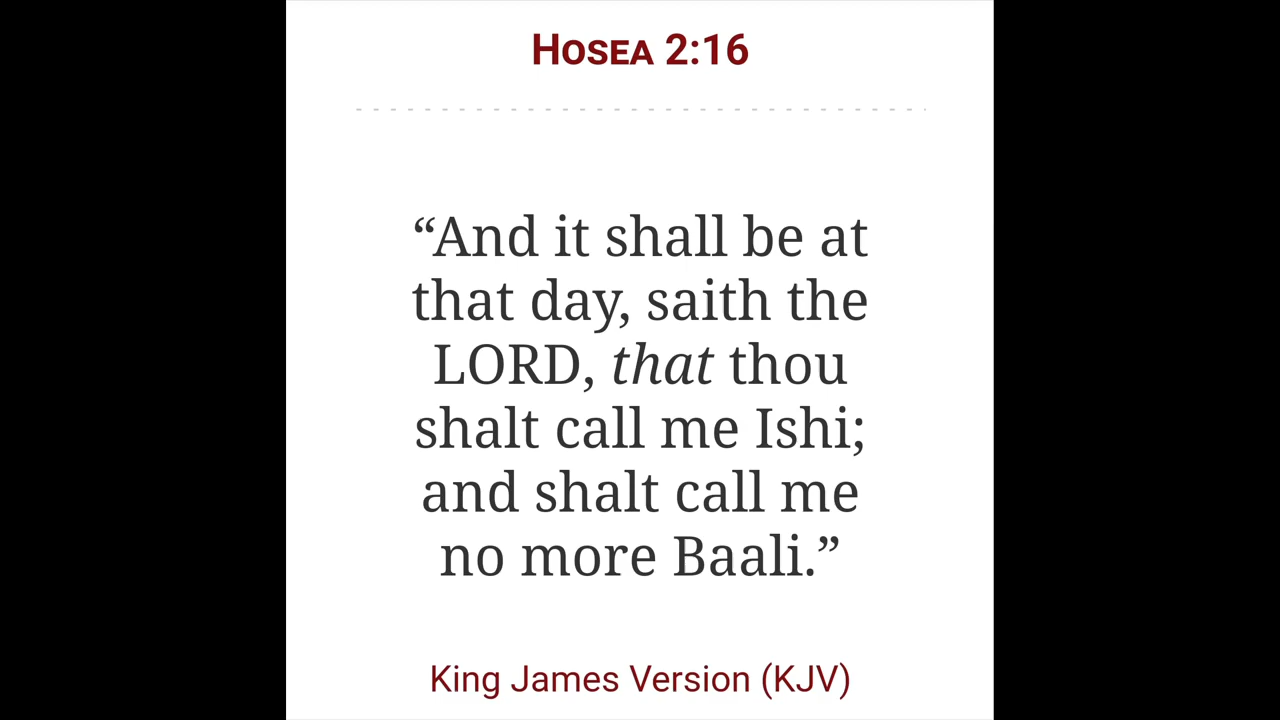 Hosea 2:16
“And it shall be at
that day, saith the
LORD, that thou
shalt call me Ishi;
and shalt call me
no more Baali.”
King James Version (KJV)